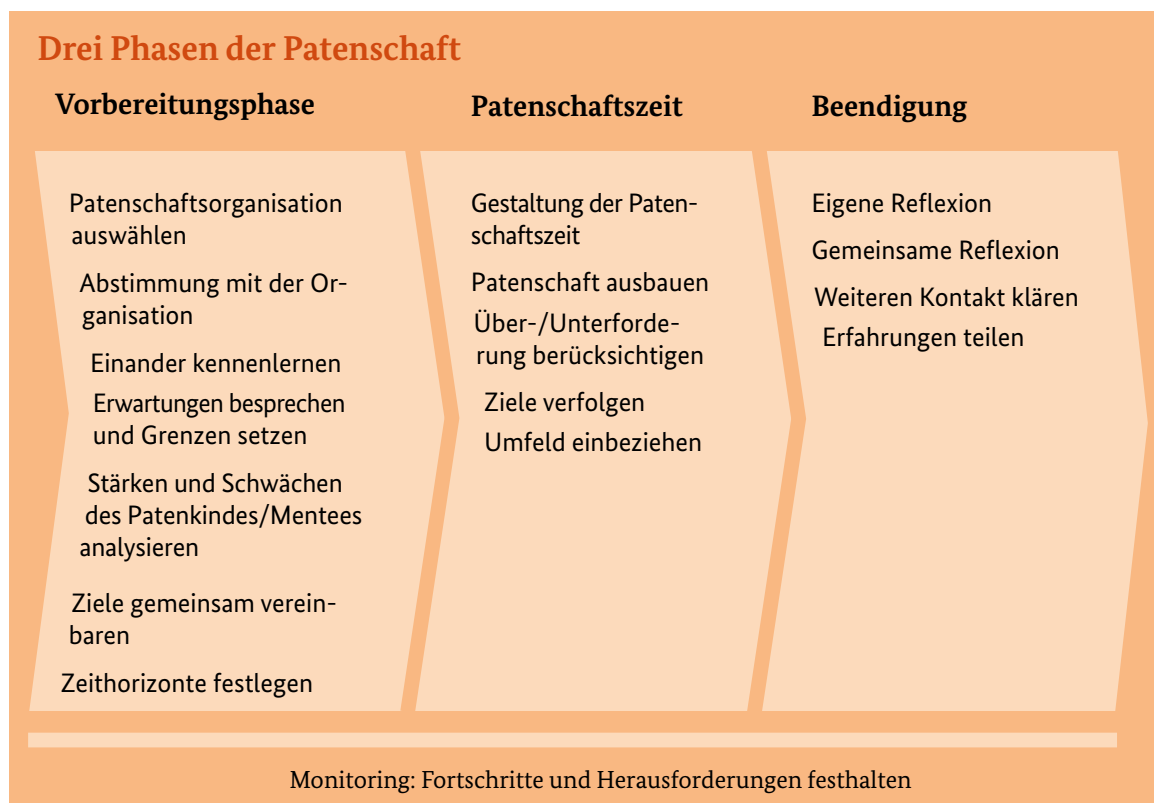 Drei Phasen der Patenschaft
Vorbereitungsphase
Patenschaftsorganisation
auswählen
Abstimmung mit der Or-
ganisation
Einander kennenlernen
Erwartungen besprechen
und Grenzen setzen
Stärken und Schwächen
des Patenkindes/Mentees
analysieren
Ziele gemeinsam verein-
baren
Zeithorizonte festlegen
Patenschaftszeit
Gestaltung der Paten-
schaftszeit
Patenschaft ausbauen
Über-/Unterforde-
rung berücksichtigen
Ziele verfolgen
Umfeld einbeziehen
Beendigung
Eigene Reflexion
Gemeinsame Reflexion
Weiteren Kontakt klären
Erfahrungen teilen
Monitoring: Fortschritte und Herausforderungen festhalten